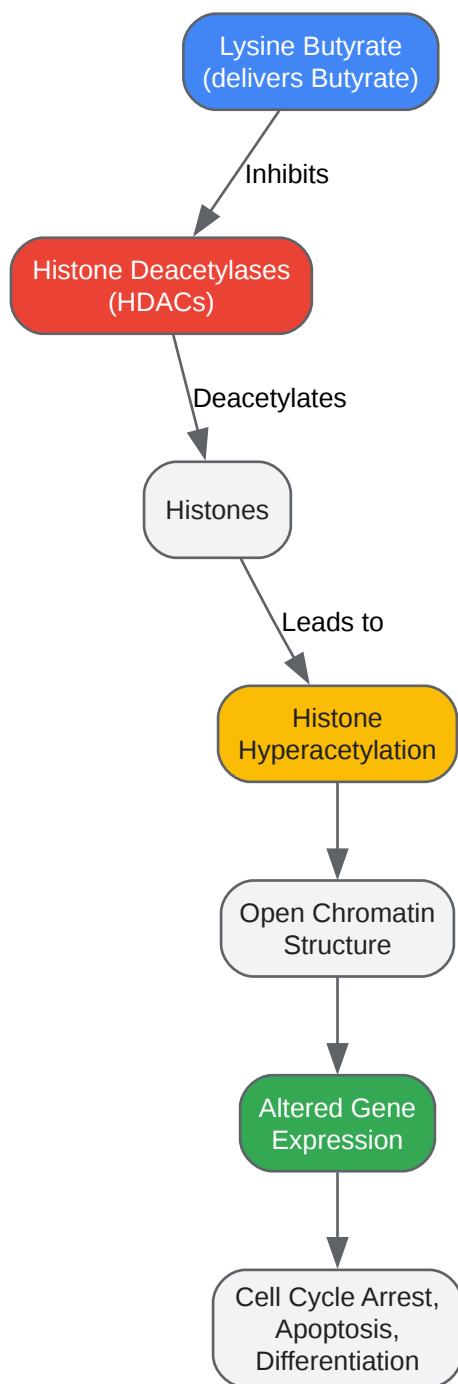 Lysine Butyrate
(delivers Butyrate)
Inhibits
Histone Deacetylases
(HDACs)
Deacetylates
Histones
Leads to
Histone
Hyperacetylation
Open Chromatin
Structure
Altered Gene
Expression
Cell Cycle Arrest,
Apoptosis,
Differentiation